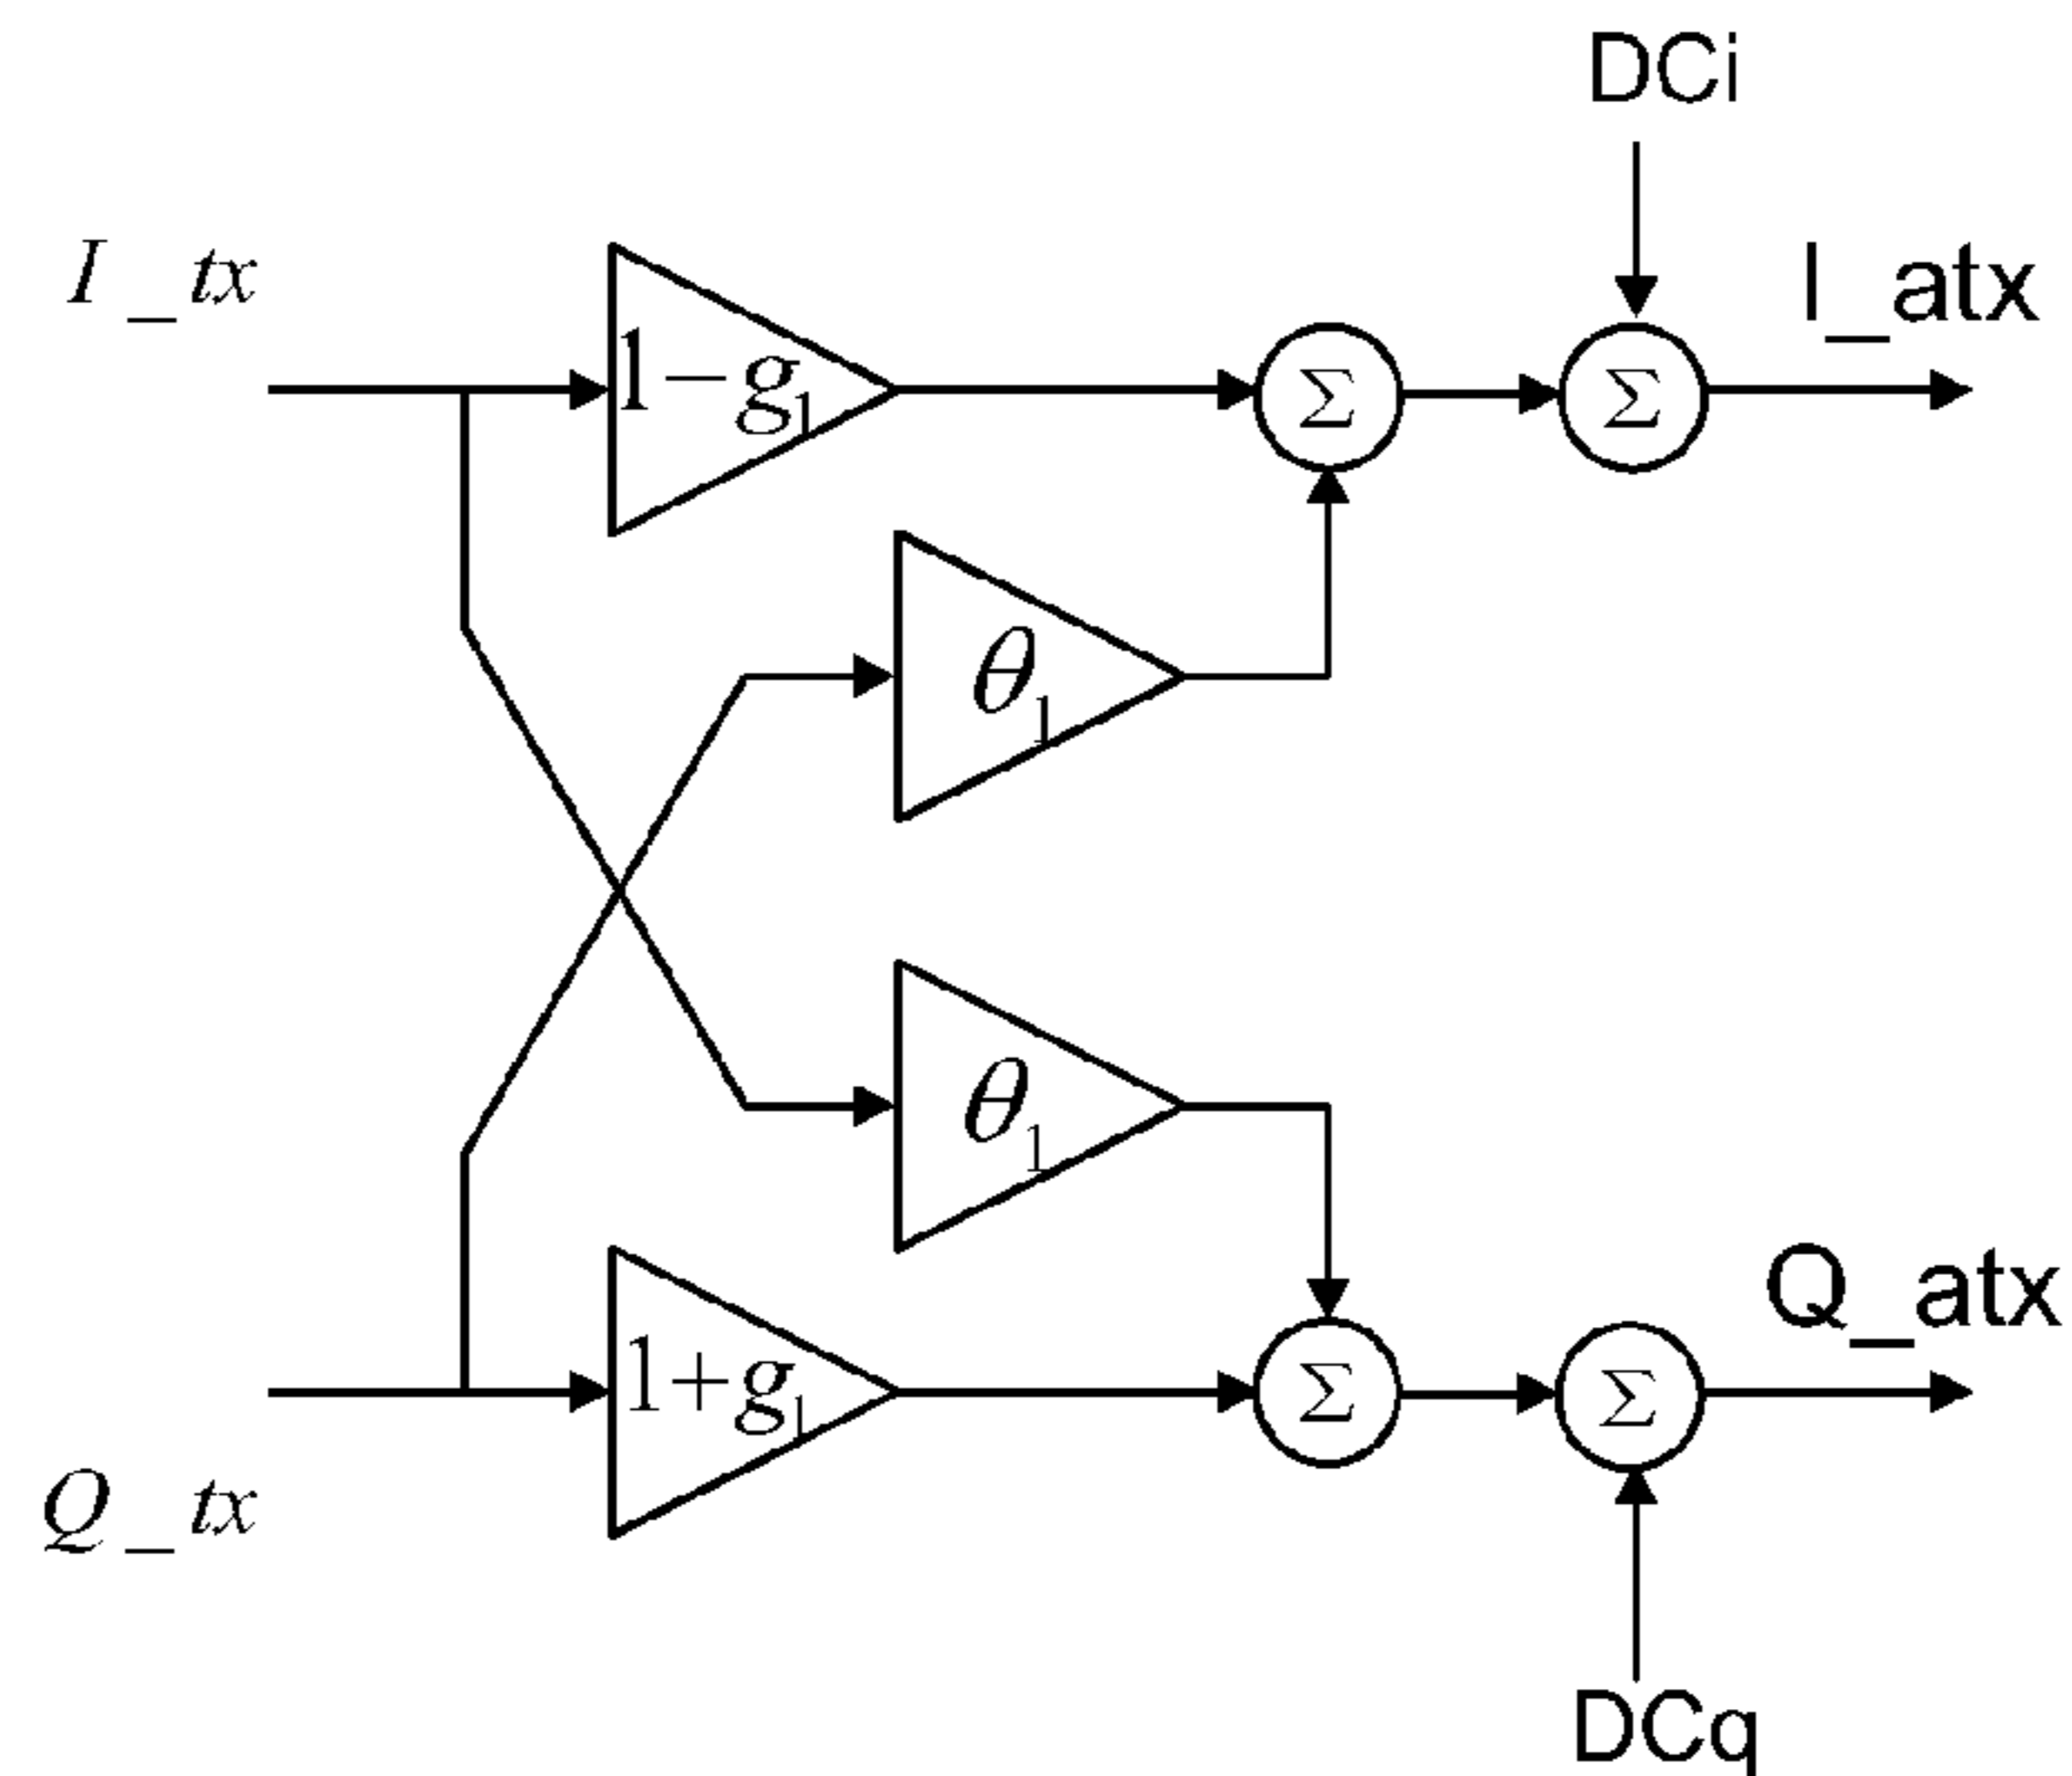 DCi
I_tx
I_atx
1-g₁
Σ
Σ
θ₁
θ₁
Q_atx
1+g₁
Σ
Σ
Q_tx
DCq